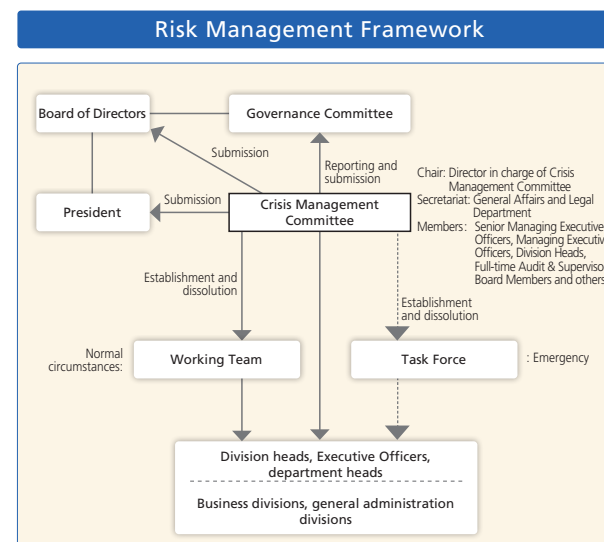 Risk Management Framework
Board of Directors
Governance Committee
Submission
Reporting and
submission
President
Submission
Crisis Management
Committee
Chair: Director in charge of Crisis
Management Committee
Secretariat: General Affairs and Legal
Department
Members: Senior Managing Executive
Officers, Managing Executiv
Officers, Division Heads,
Full-time Audit & Superviso
Board Members and others
Establishment and
dissolution
Establishment
and dissolution
Normal
circumstances:
Working Team
Task Force
: Emergency
Division heads, Executive Officers,
department heads
Business divisions, general administration
divisions